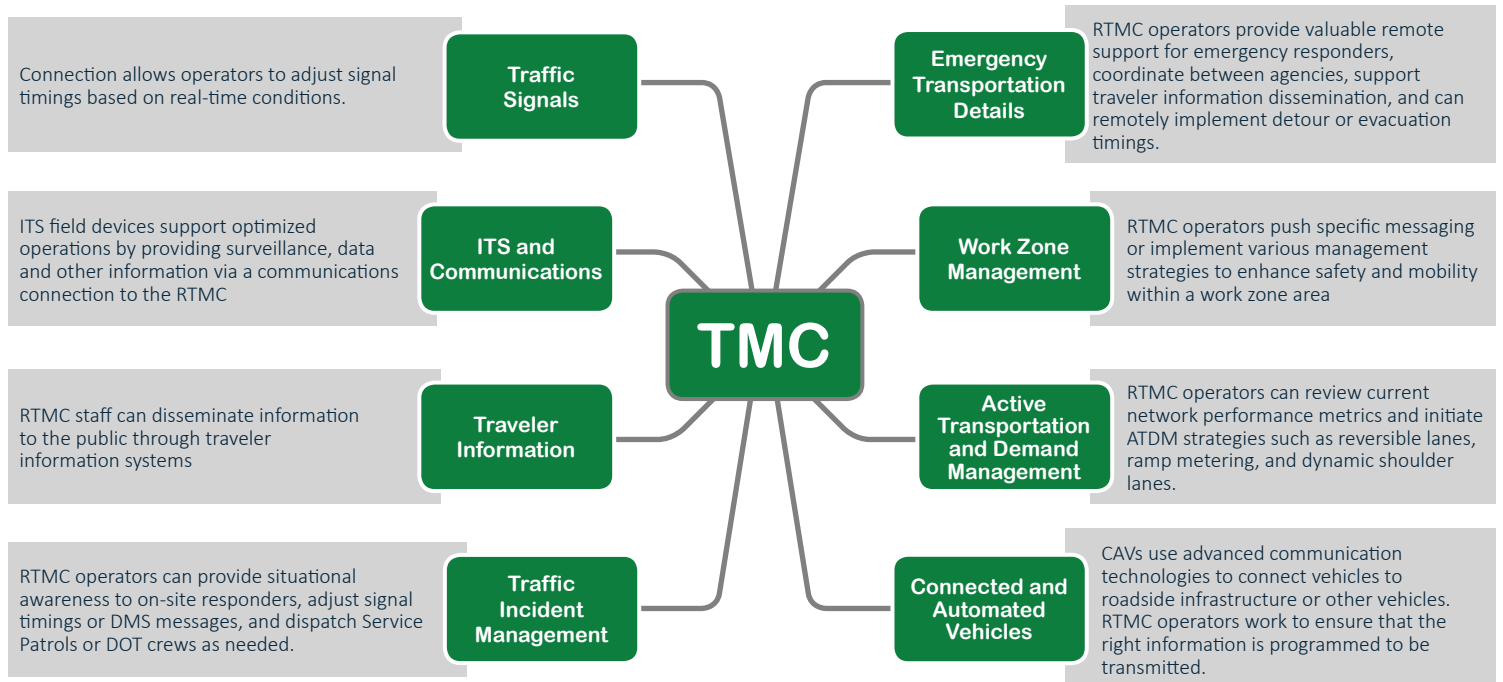 Connection allows operators to adjust signal
timings based on real-time conditions.
Traffic
Signals
ITS field devices support optimized
operations by providing surveillance, data
and other information via a communications
connection to the RTMC
ITS and
Communications
RTMC staff can disseminate information
to the public through traveler
information systems
Traveler
Information
RTMC operators can provide situational
awareness to on-site responders, adjust signal
timings or DMS messages, and dispatch Service
Patrols or DOT crews as needed.
Traffic
Incident
Management
TMC
Emergency
Transportation
Details
RTMC operators provide valuable remote
support for emergency responders,
coordinate between agencies, support
traveler information dissemination, and can
remotely implement detour or evacuation
timings.
Work Zone
Management
RTMC operators push specific messaging
or implement various management
strategies to enhance safety and mobility
within a work zone area
Active
Transportation
and Demand
Management
RTMC operators can review current
network performance metrics and initiate
ATDM strategies such as reversible lanes,
ramp metering, and dynamic shoulder
lanes.
Connected and
Automated
Vehicles
CAVs use advanced communication
technologies to connect vehicles to
roadside infrastructure or other vehicles.
RTMC operators work to ensure that the
right information is programmed to be
transmitted.